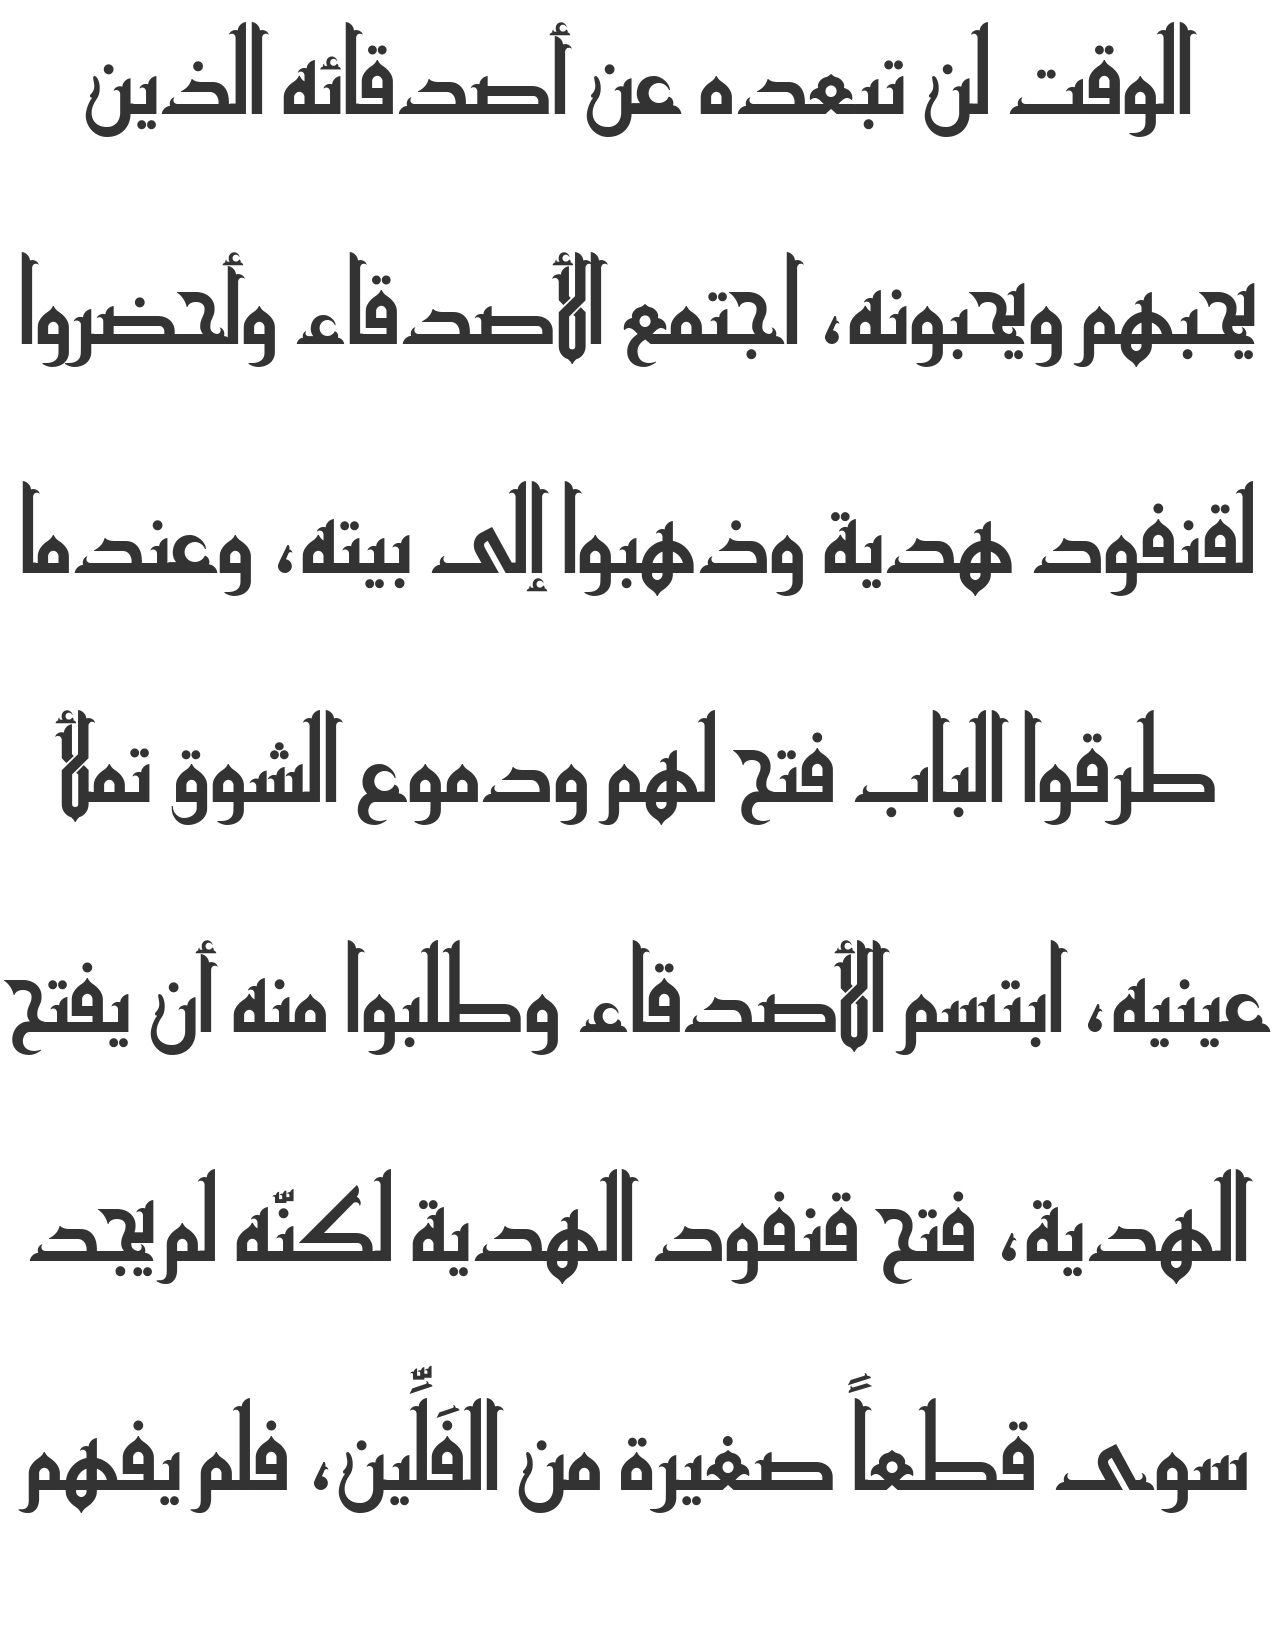 الوقت لن تبعده عن أصدقائه الذين
يحبهم ويحبونه، اجتمع الأصدقاء وأحضروا
لقنفود هدية وذهبوا إلى بيته، وعندما
طرقوا الباب فتح لهم ودموع الشوق تملأ
عينيه، ابتسم الأصدقاء وطلبوا منه أن يفتح
الهدية، فتح قنفود الهدية لكنّه لم يجد
سوى قطعاً صغيرة من الفَلِّين، فلم يفهم